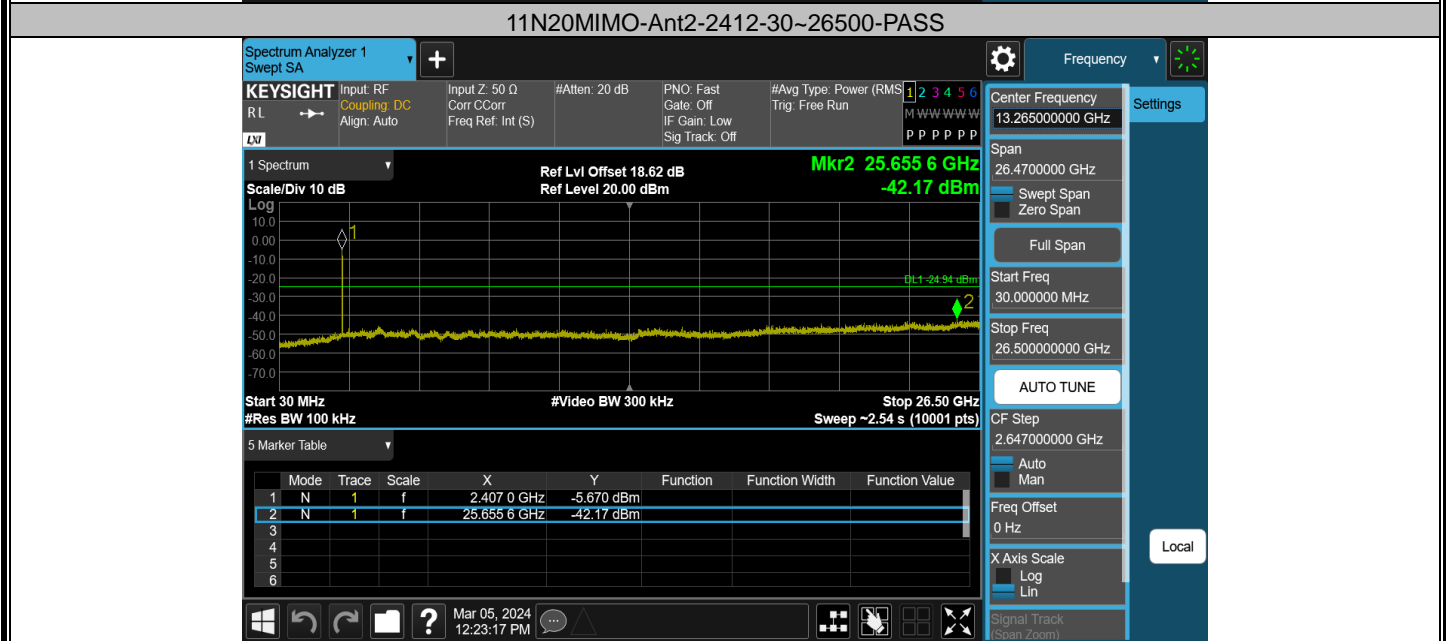 11N20MIMO-Ant2-2412-30~26500-PASS
Spectrum Analyzer 1
Swept SA
+
Frequency
KEYSIGHT
RL
LXI
Input: RF
Coupling: DC
Align: Auto
Input Z: 50 Ω
Corr CCorr
Freq Ref: Int (S)
#Atten: 20 dB
PNO: Fast
Gate: Off
IF Gain: Low
Sig Track: Off
#Avg Type: Power (RMS
Trig: Free Run
1 2 3 4 5 6
M W W W W W
P P P P P P
1 Spectrum
Scale/Div 10 dB
Log
Ref Lvl Offset 18.62 dB
Ref Level 20.00 dBm
Mkr2 25.655 6 GHz
-42.17 dBm
10.0
0.00
-10.0
-20.0
-30.0
-40.0
-50.0
-60.0
-70.0
1
DL1 -24.94 dBm
2
Start 30 MHz
#Video BW 300 kHz
Stop 26.50 GHz
#Res BW 100 kHz
Sweep ~2.54 s (10001 pts)
5 Marker Table
Mode Trace Scale X Y Function Function Width Function Value
1 N 1 f 2.407 0 GHz -5.670 dBm
2 N 1 f 25.655 6 GHz -42.17 dBm
3
4
5
6
?
Mar 05, 2024
12:23:17 PM
Center Frequency
13.265000000 GHz
Settings
Span
26.4700000 GHz
Swept Span
Zero Span
Full Span
Start Freq
30.000000 MHz
Stop Freq
26.500000000 GHz
AUTO TUNE
CF Step
2.647000000 GHz
Auto
Man
Freq Offset
0 Hz
X Axis Scale
Log
Lin
Local
Signal Track
(Span Zoom)